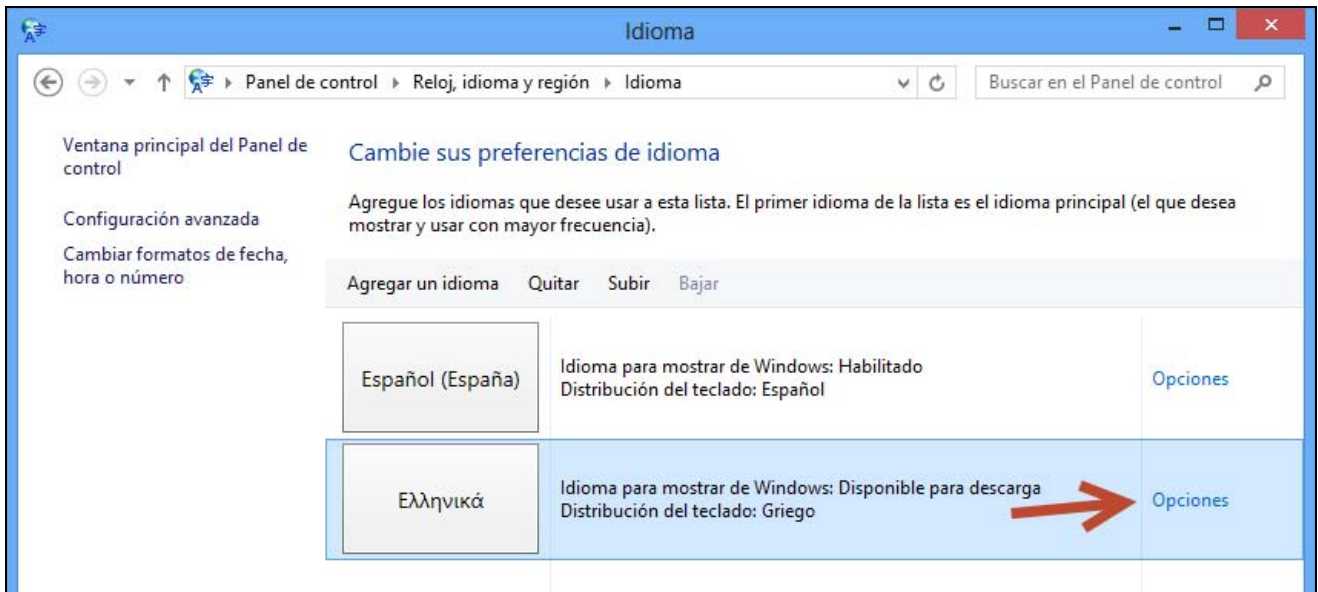 Idioma
Panel de control Reloj, idioma y región Idioma
Buscar en el Panel de control
Ventana principal del Panel de
control
Configuración avanzada
Cambiar formatos de fecha,
hora o número
Cambie sus preferencias de idioma
Agregue los idiomas que desee usar a esta lista. El primer idioma de la lista es el idioma principal (el que desea
mostrar y usar con mayor frecuencia).
Agregar un idioma Quitar Subir Bajar
Español (España)
Idioma para mostrar de Windows: Habilitado
Distribución del teclado: Español
Opciones
Ελληνικά
Idioma para mostrar de Windows: Disponible para descarga
Distribución del teclado: Griego
Opciones